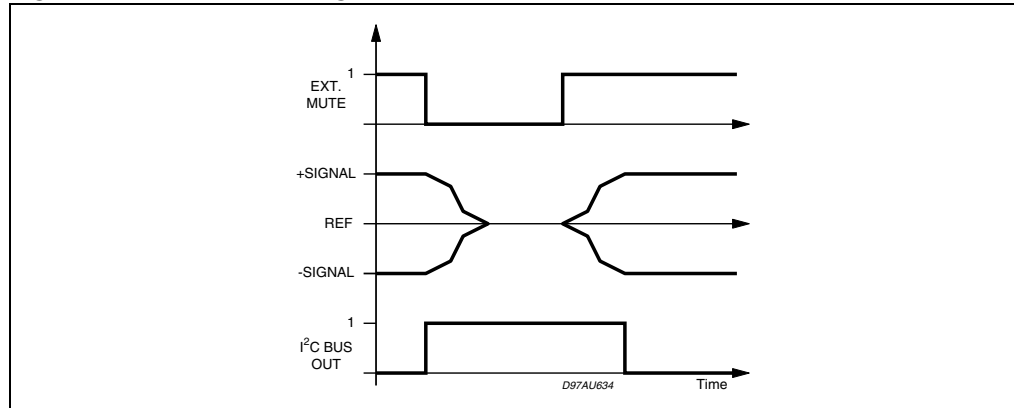 1
EXT.
MUTE
+SIGNAL
REF
-SIGNAL
1
I²C BUS
OUT
D97AU634
Time